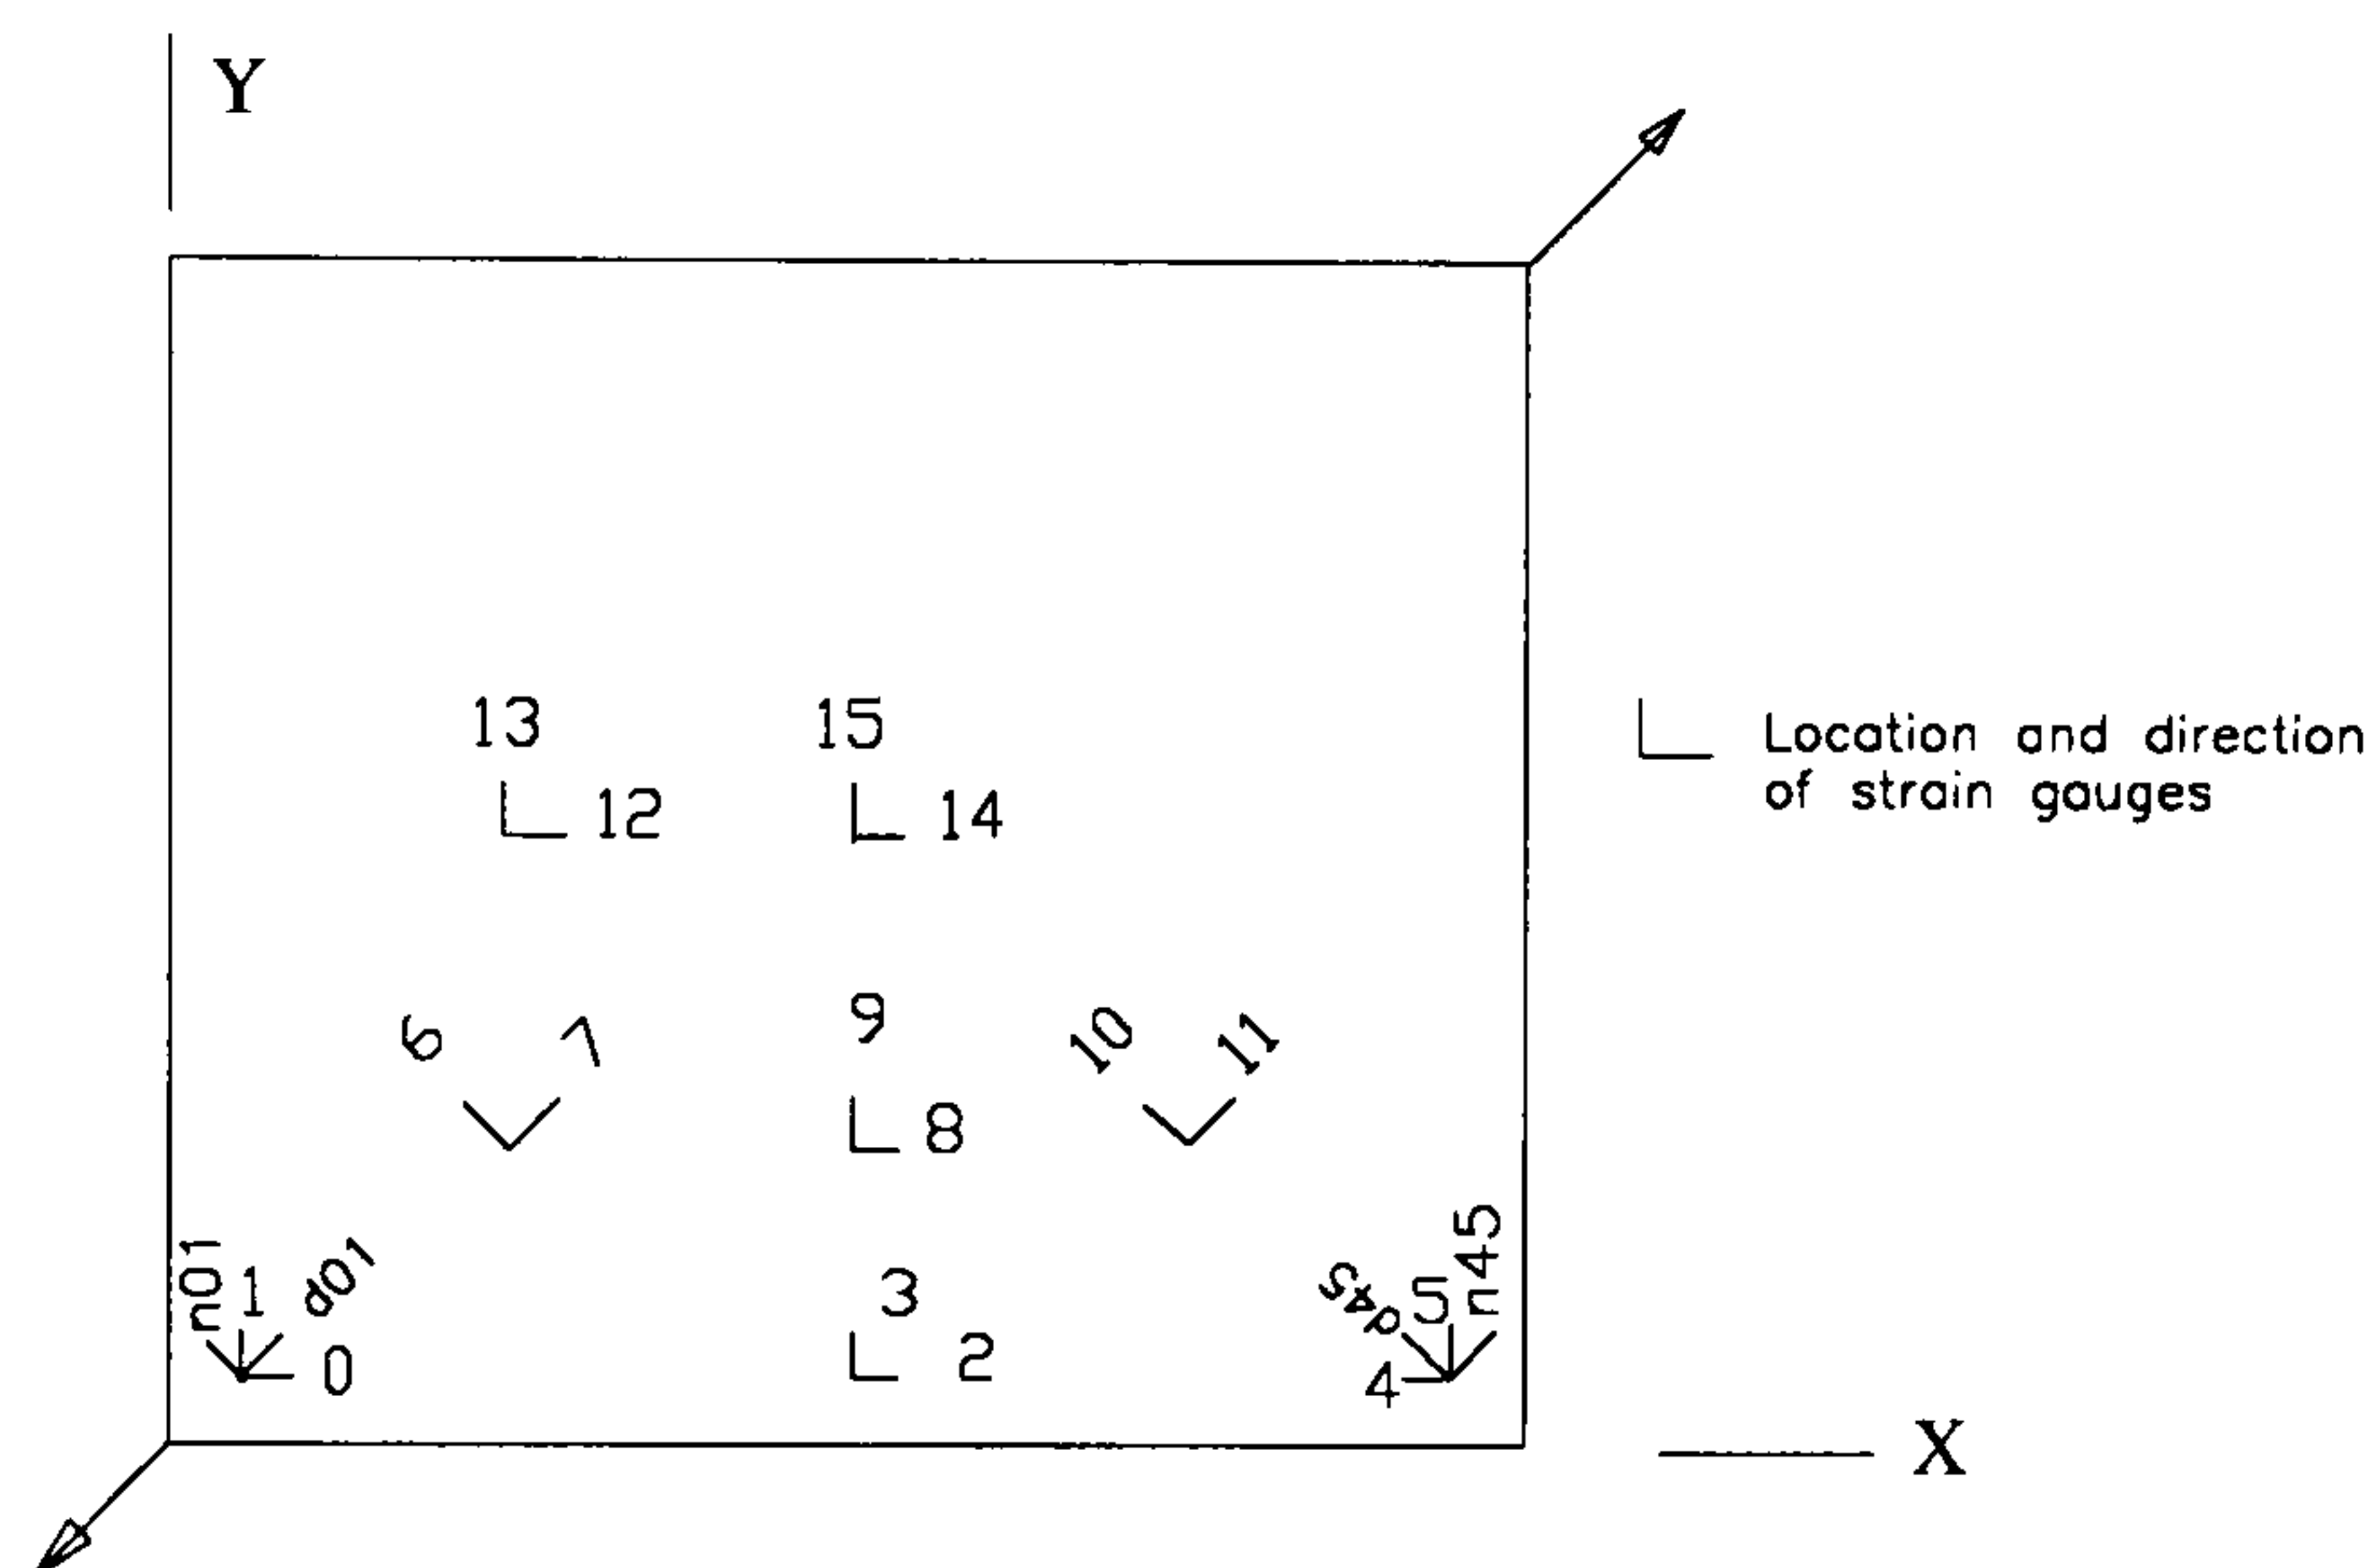 Y
13
15
12
14
Location and direction
of strain gauges
6
7
9
10
11
8
n01
1
d01
0
3
2
d45
5
n45
4
X